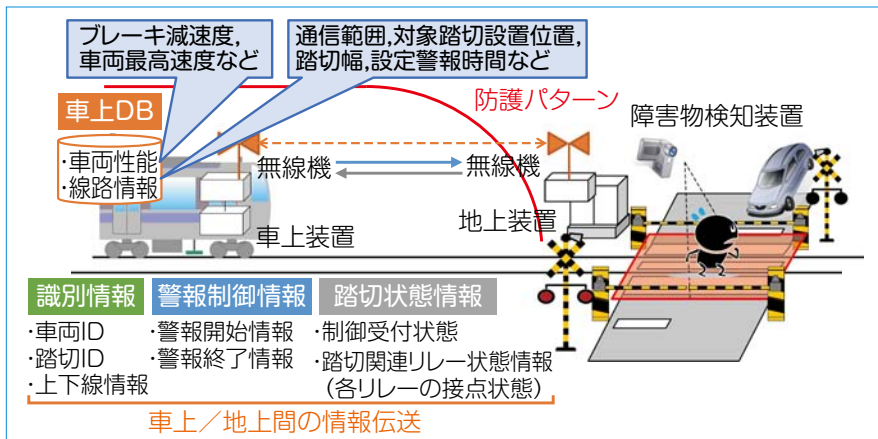 ブレーキ減速度,
車両最高速度など
通信範囲,対象踏切設置位置,
踏切幅,設定警報時間など
防護パターン
障害物検知装置
車上DB
・車両性能
・線路情報
無線機
無線機
車上装置
地上装置
識別情報
・車両ID
・踏切ID
・上下線情報
警報制御情報
・警報開始情報
・警報終了情報
踏切状態情報
・制御受付状態
・踏切関連リレー状態情報
(各リレーの接点状態)
車上/地上間の情報伝送